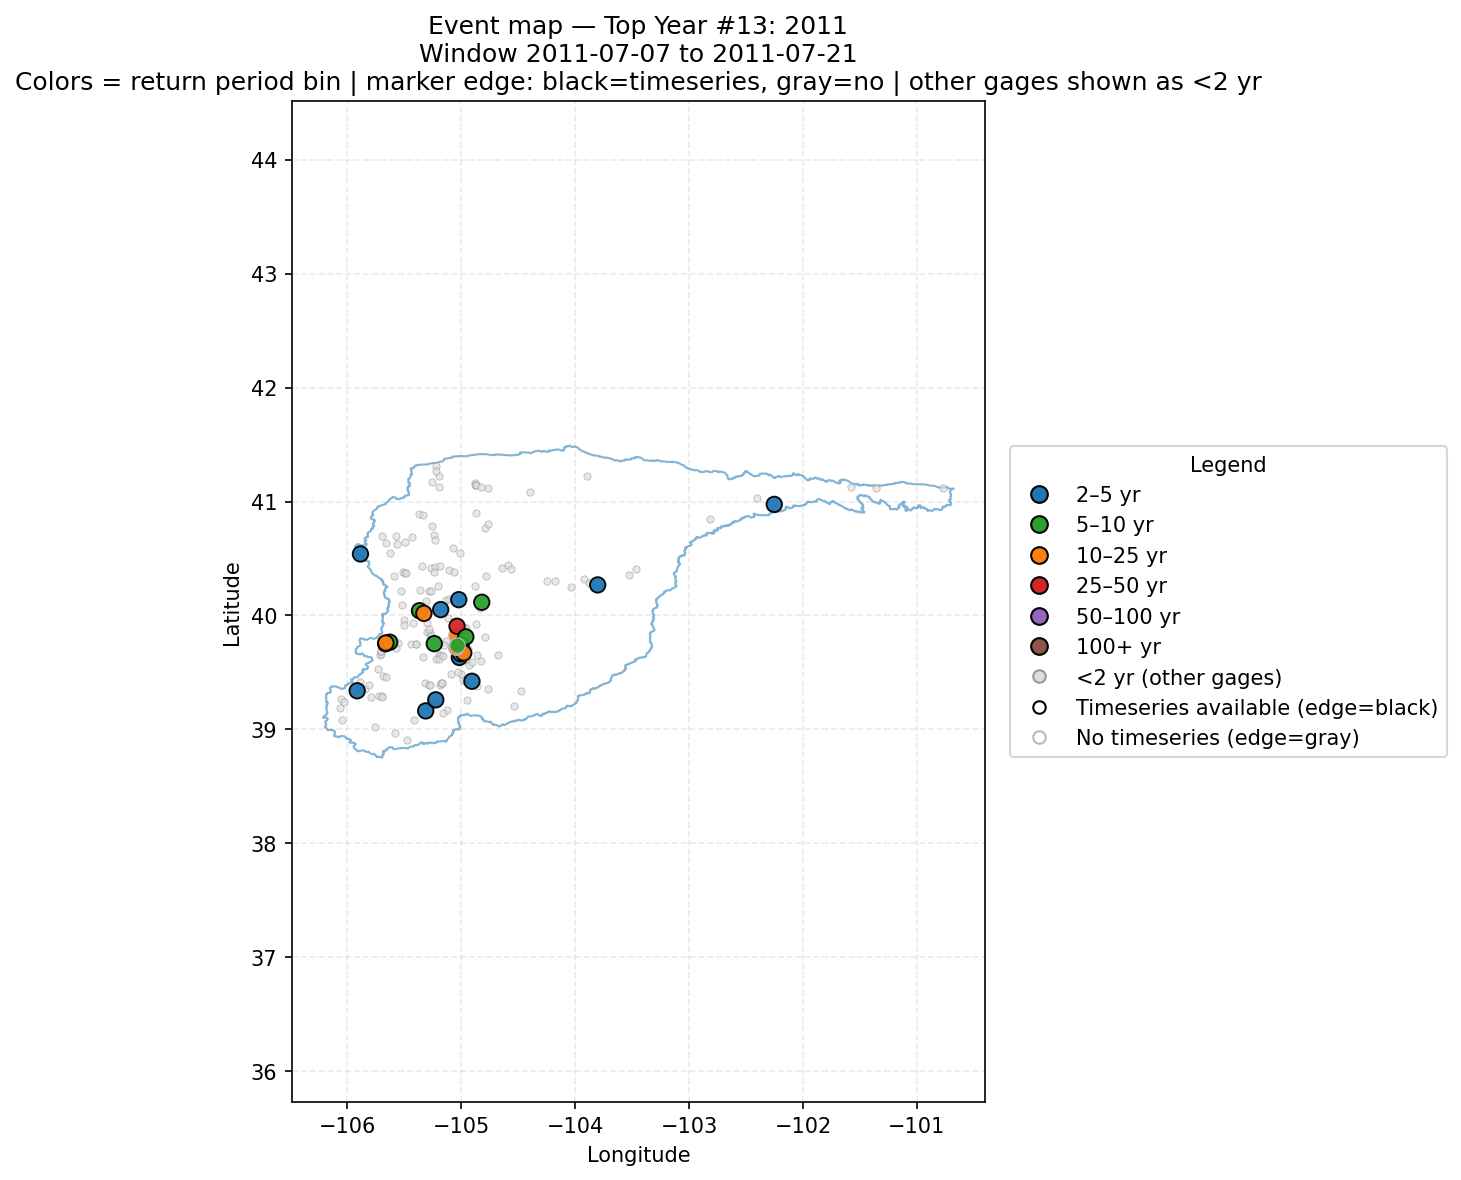 Event map — Top Year #13: 2011
Window 2011-07-07 to 2011-07-21
Colors = return period bin | marker edge: black=timeseries, gray=no | other gages shown as <2 yr
44
43
42
41
40
39
38
37
36
Latitude
−106
−105
−104
−103
−102
−101
Longitude
Legend
2–5 yr
5–10 yr
10–25 yr
25–50 yr
50–100 yr
100+ yr
<2 yr (other gages)
Timeseries available (edge=black)
No timeseries (edge=gray)